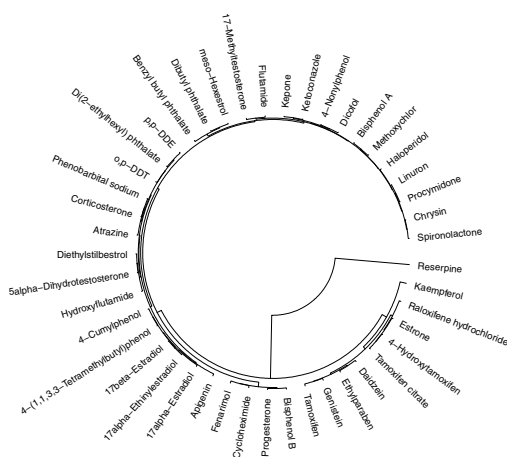 17−Methyltestosterone
Flutamide
Kepone
Ketoconazole
4−Nonylphenol
Dicofol
Bisphenol A
Methoxychlor
Haloperidol
Linuron
Procymidone
Chrysin
Spironolactone
Reserpine
Kaempferol
Raloxifene hydrochloride
Estrone
4−Hydroxytamoxifen
Tamoxifen citrate
Daidzein
Ethylparaben
Genistein
Tamoxifen
Bisphenol B
Progesterone
Cycloheximide
Fenarimol
Apigenin
17alpha−Estradiol
17alpha−Ethinylestradiol
17beta−Estradiol
4−(1,1,3,3−Tetramethylbutyl)phenol
4−Cumylphenol
Hydroxyflutamide
5alpha−Dihydrotestosterone
Diethylstilbestrol
Atrazine
Corticosterone
Phenobarbital sodium
o,p−DDT
Di(2−ethylhexyl) phthalate
p,p−DDE
Benzyl butyl phthalate
Dibutyl phthalate
meso−Hexestrol